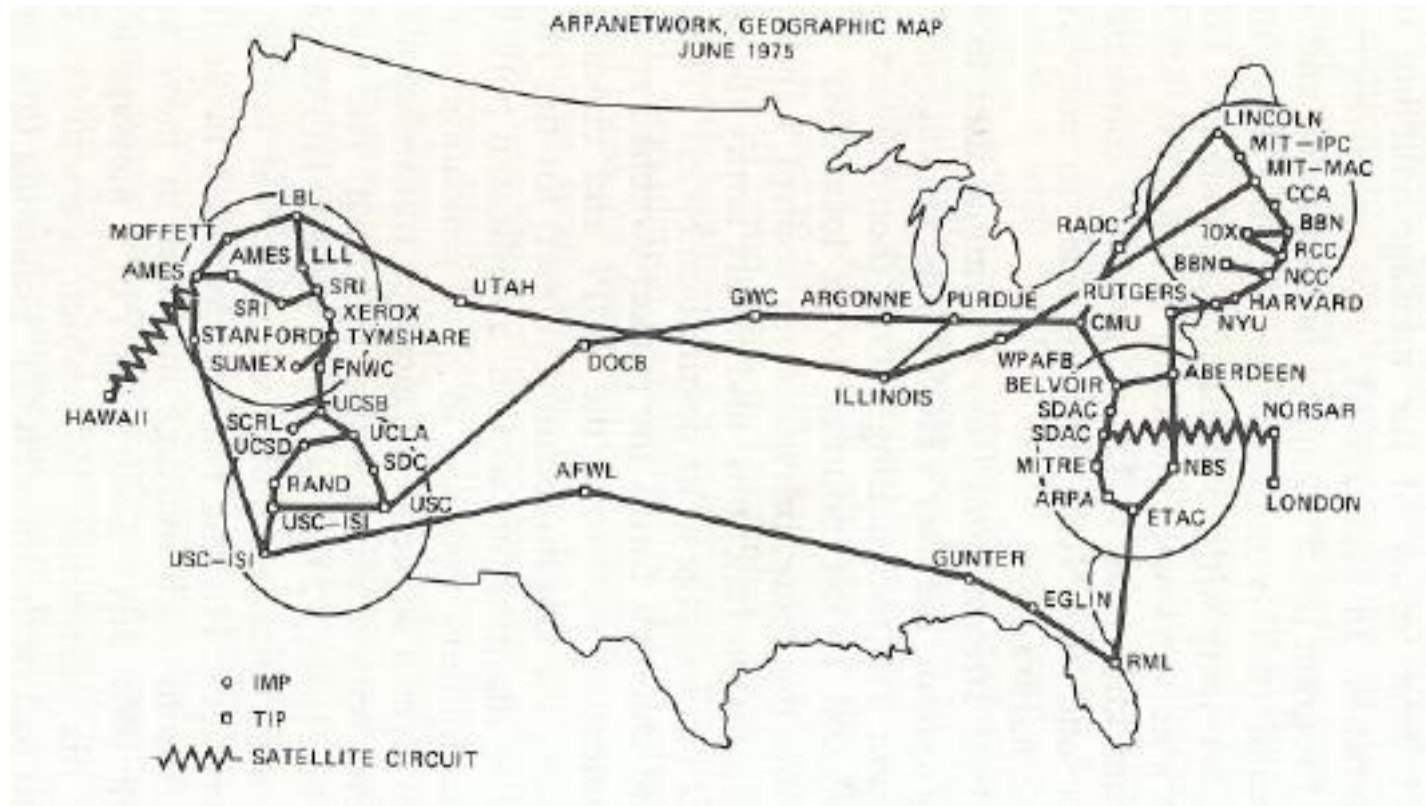 ARPANETWORK, GEOGRAPHIC MAP
JUNE 1975
LINCOLN
MIT-IPC
MIT-MAC
CCA
BBN
10X
RCC
BBN
NCC
HARVARD
NYU
RADC
RUTGERS
LBL
MOFFETT
AMES
AMES
LLL
SRI
SRI
XEROX
STANFORD
TYMSHARE
SUMEX
FNWC
HAWAII
UTAH
GWC
ARGONNE
PURDUE
CMU
WPAFB
DOCB
ILLINOIS
BELVOIR
ABERDEEN
SDAC
SDAC
NORSAR
MITRE
NBS
ARPA
ETAC
LONDON
UCSB
SCRL
UCSD
UCLA
SDC
RAND
USC-ISI
USC
USC-ISI
AFWL
GUNTER
EGLIN
RML
IMP
TIP
SATELLITE CIRCUIT